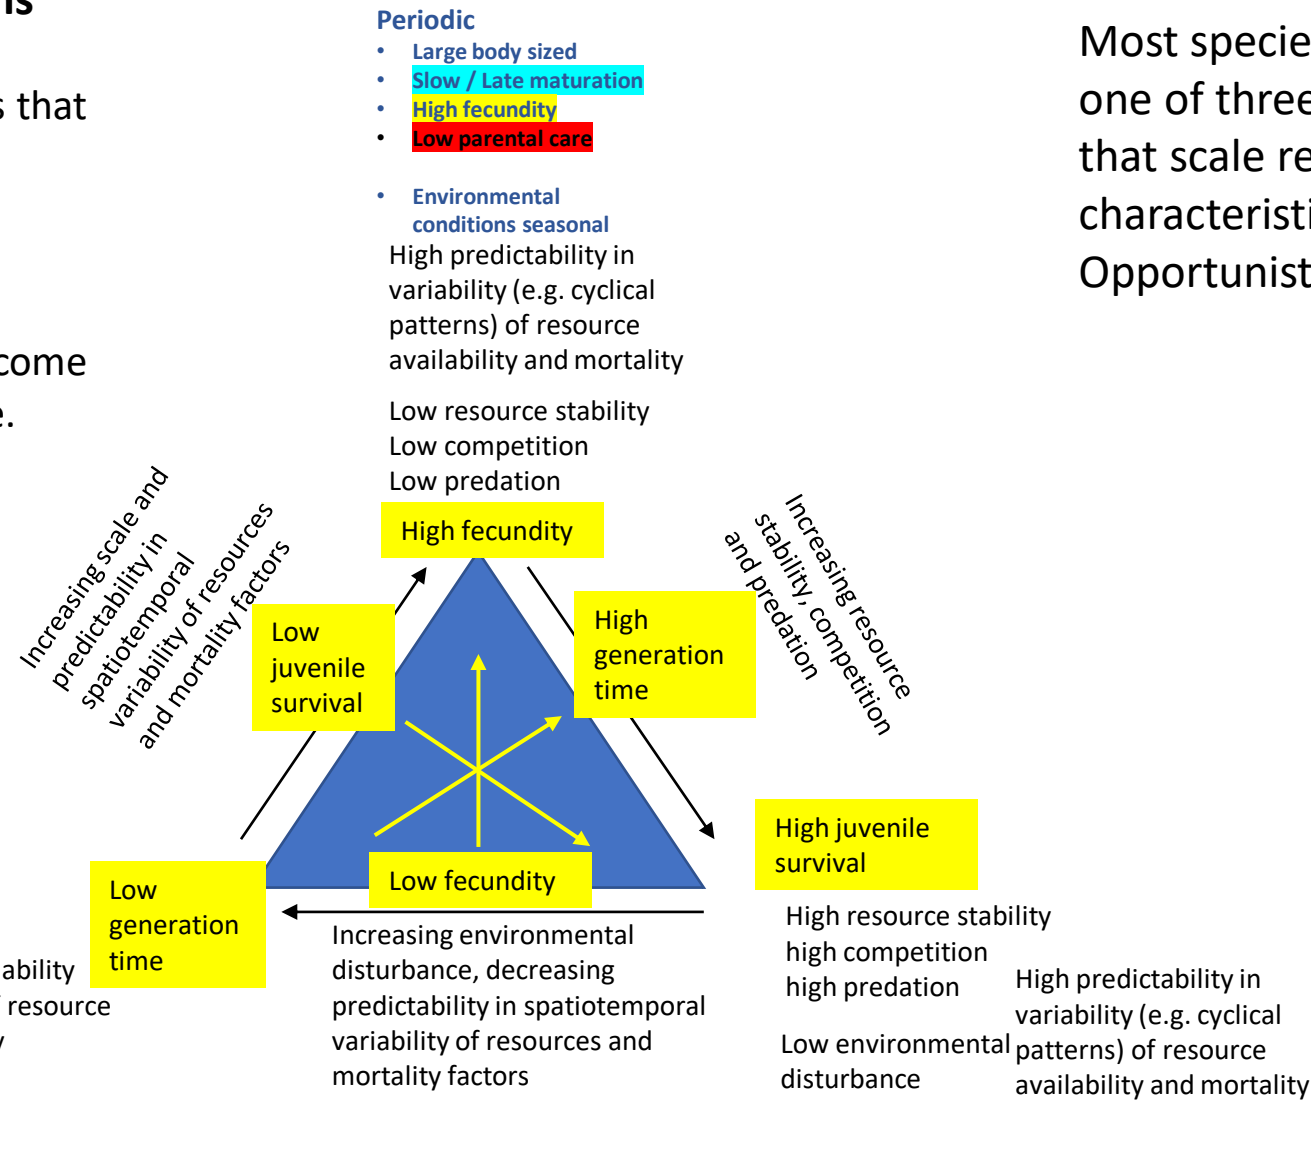 ns
s that
come
e.
Periodic
• Large body sized
• Slow / Late maturation
• High fecundity
• Low parental care
• Environmental
conditions seasonal
High predictability in
variability (e.g. cyclical
patterns) of resource
availability and mortality
Low resource stability
Low competition
Low predation
Most specie
one of three
that scale re
characteristi
Opportunist
Increasing scale and
predictability in
spatiotemporal
variability of resources
and mortality factors
High fecundity
Increasing resource
stability, competition
and predation
Low
juvenile
survival
High
generation
time
Low
generation
time
Low fecundity
High juvenile
survival
ability
f resource
y
Increasing environmental
disturbance, decreasing
predictability in spatiotemporal
variability of resources and
mortality factors
High resource stability
high competition
high predation
Low environmental
disturbance
High predictability in
variability (e.g. cyclical
patterns) of resource
availability and mortality